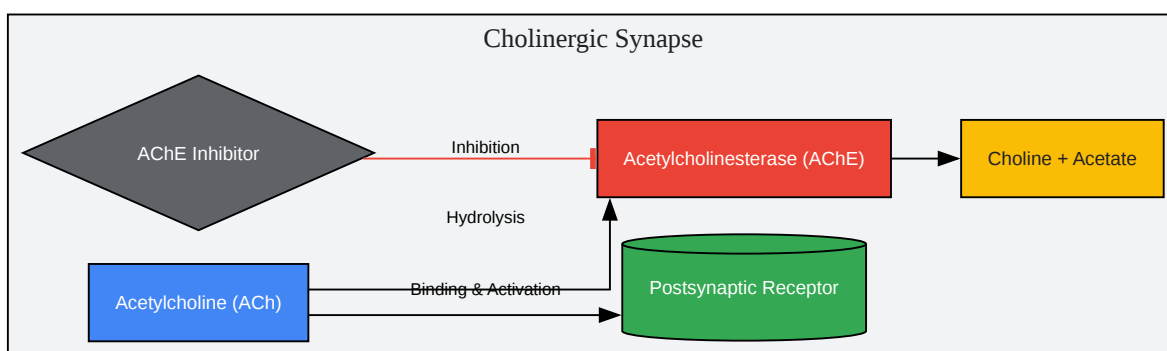 Cholinergic Synapse
AChE Inhibitor
Inhibition
Acetylcholinesterase (AChE)
Choline + Acetate
Hydrolysis
Acetylcholine (ACh)
Binding & Activation
Postsynaptic Receptor